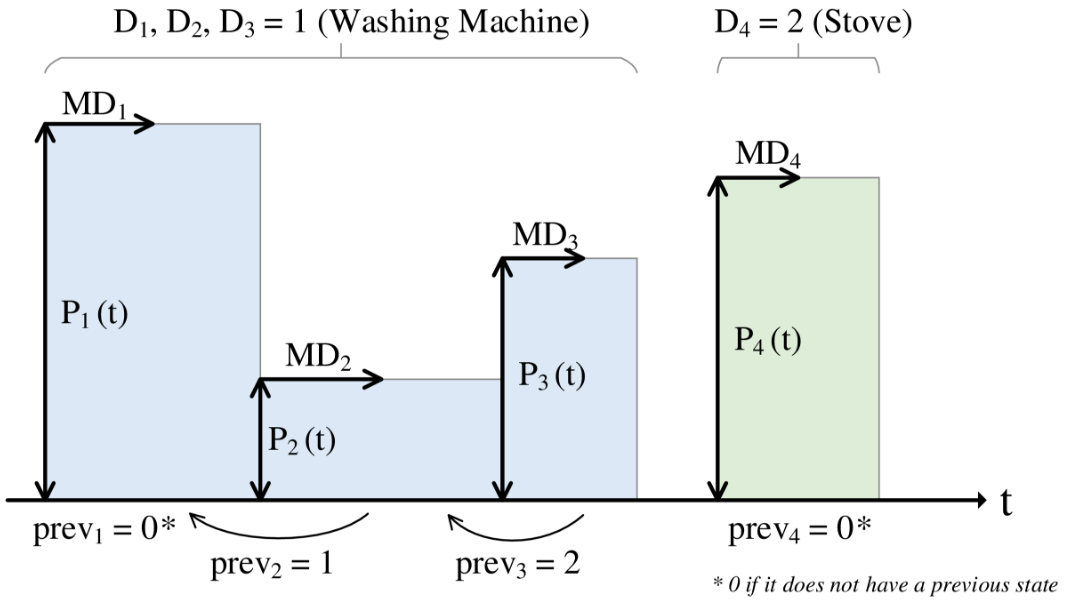 D₁, D₂, D₃ = 1 (Washing Machine)
D₄ = 2 (Stove)
MD₁
MD₄
MD₃
P₁ (t)
P₄ (t)
MD₂
P₃ (t)
P₂ (t)
t
prev₁ = 0*
prev₄ = 0*
prev₂ = 1
prev₃ = 2
* 0 if it does not have a previous state